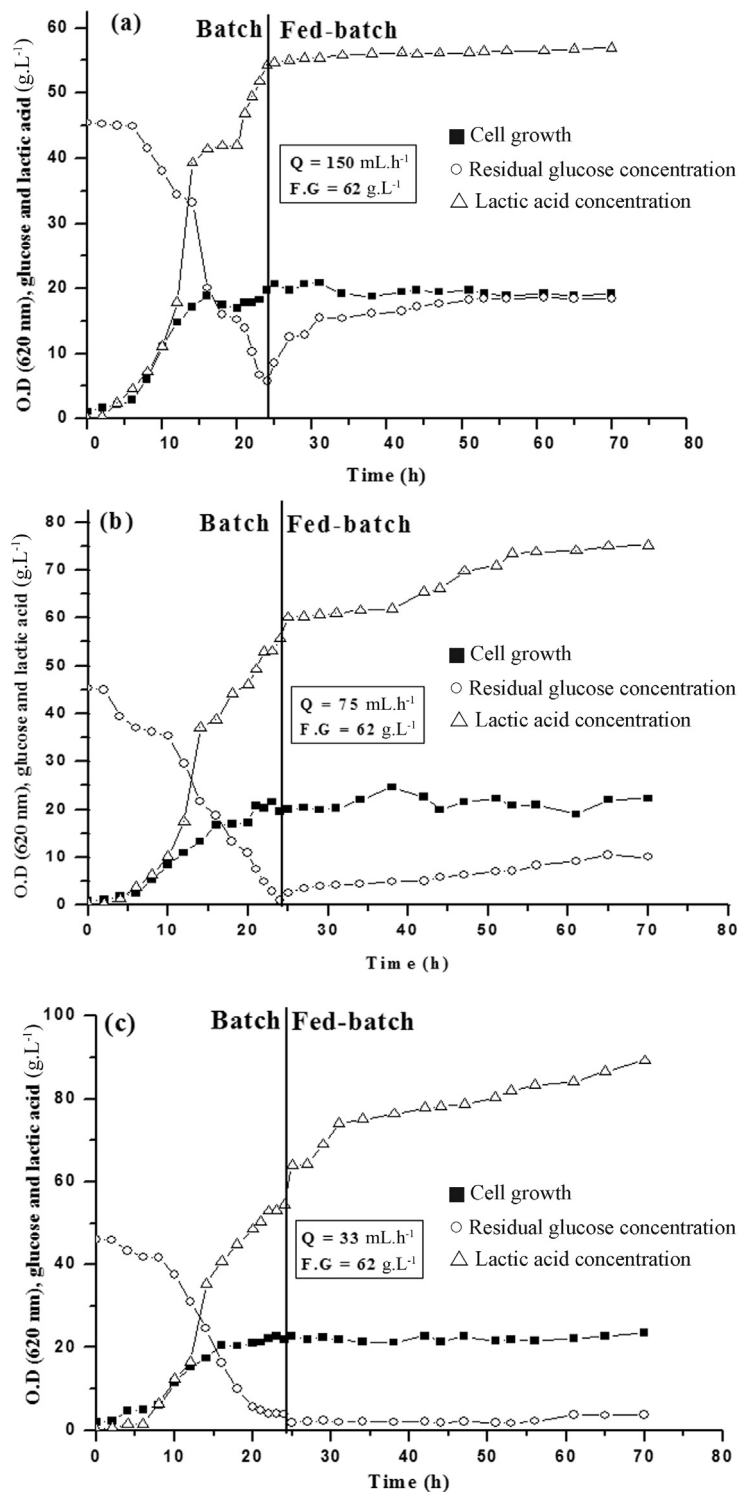 (a)
Batch
Fed-batch
60
50
40
30
20
10
0
O.D (620 nm), glucose and lactic acid (g.L⁻¹)
Q = 150 mL.h⁻¹
F.G = 62 g.L⁻¹
Cell growth
Residual glucose concentration
Lactic acid concentration
0 10 20 30 40 50 60 70 80
Time (h)
(b)
Batch
Fed-batch
80
70
60
50
40
30
20
10
0
O.D (620 nm), glucose and lactic acid (g.L⁻¹)
Q = 75 mL.h⁻¹
F.G = 62 g.L⁻¹
Cell growth
Residual glucose concentration
Lactic acid concentration
0 10 20 30 40 50 60 70 80
Time (h)
(c)
Batch
Fed-batch
100
80
60
40
20
0
O.D (620 nm), glucose and lactic acid (g.L⁻¹)
Q = 33 mL.h⁻¹
F.G = 62 g.L⁻¹
Cell growth
Residual glucose concentration
Lactic acid concentration
0 10 20 30 40 50 60 70 80
Time (h)